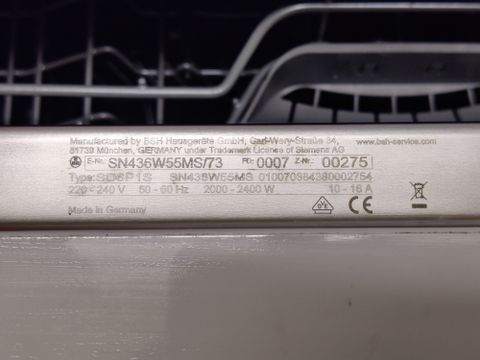 Manufactured by BSH Hausgeräte GmbH, Carl-Wery-Straße 34, www.bsh-service.com
81739 München, GERMANY under Trademark Licence of Siemens AG
E-Nr. SN436W55MS/73 FD: 0007 Z-Nr. 00275
Type: SD6P1S SN436W55MS 010070984380002754
220 - 240 V 50 - 60 Hz 2000 - 2400 W 10 - 16 A
Made in Germany CE